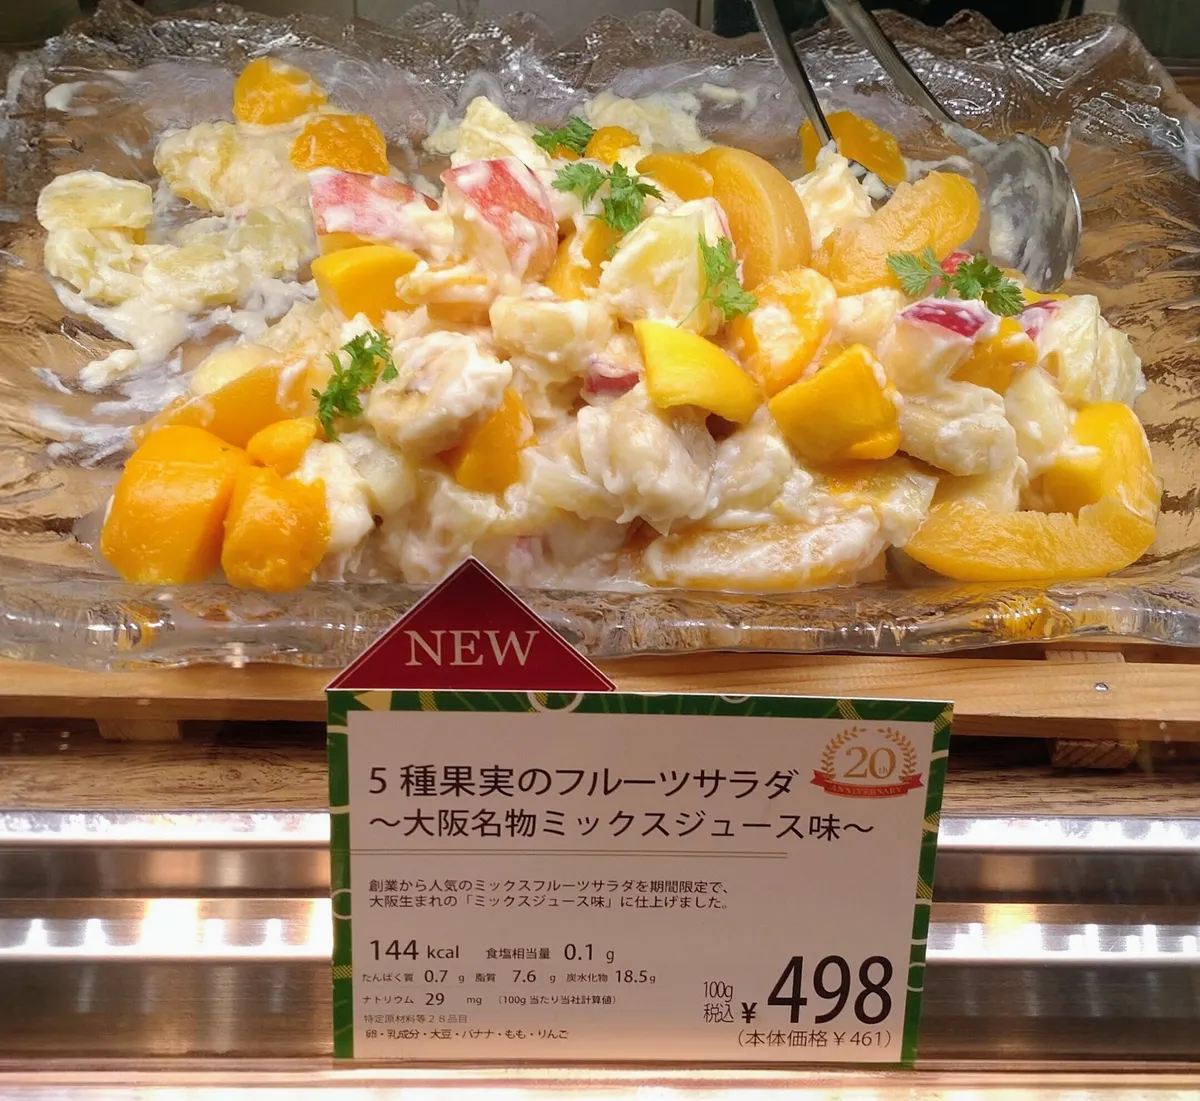 NEW
20th
ANNIVERSARY
5種果実のフルーツサラダ
～大阪名物ミックスジュース味～
創業から人気のミックスフルーツサラダを期間限定で、
大阪生まれの「ミックスジュース味」に仕上げました。
144 kcal 食塩相当量 0.1 g
たんぱく質 0.7 g 脂質 7.6 g 炭水化物 18.5g
ナトリウム 29 mg （100g当たり当社計算値）
特定原材料等２８品目
卵・乳成分・大豆・バナナ・もも・りんご
100g
税込 ¥498
（本体価格¥461）